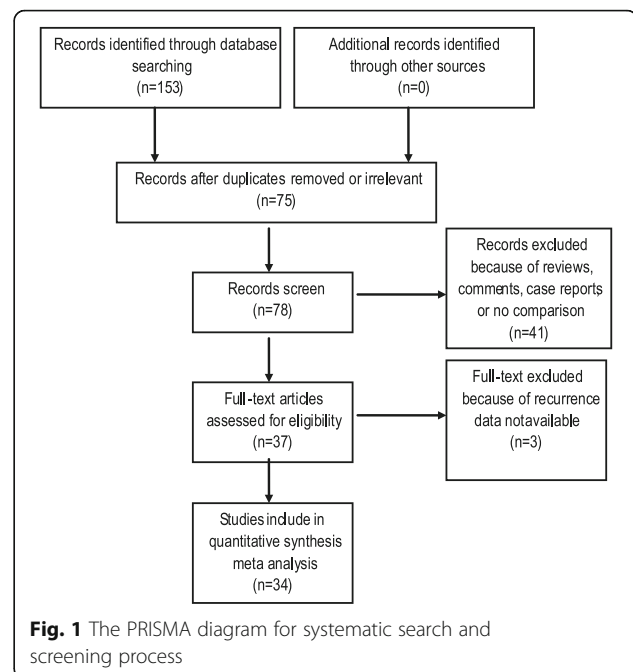 Records identified through database
searching
(n=153)
Additional records identified
through other sources
(n=0)
Records after duplicates removed or irrelevant
(n=75)
Records screen
(n=78)
Records excluded
because of reviews,
comments, case reports
or no comparison
(n=41)
Full-text articles
assessed for eligibility
(n=37)
Full-text excluded
because of recurrence
data notavailable
(n=3)
Studies include in
quantitative synthesis
meta analysis
(n=34)
Fig. 1 The PRISMA diagram for systematic search and
screening process